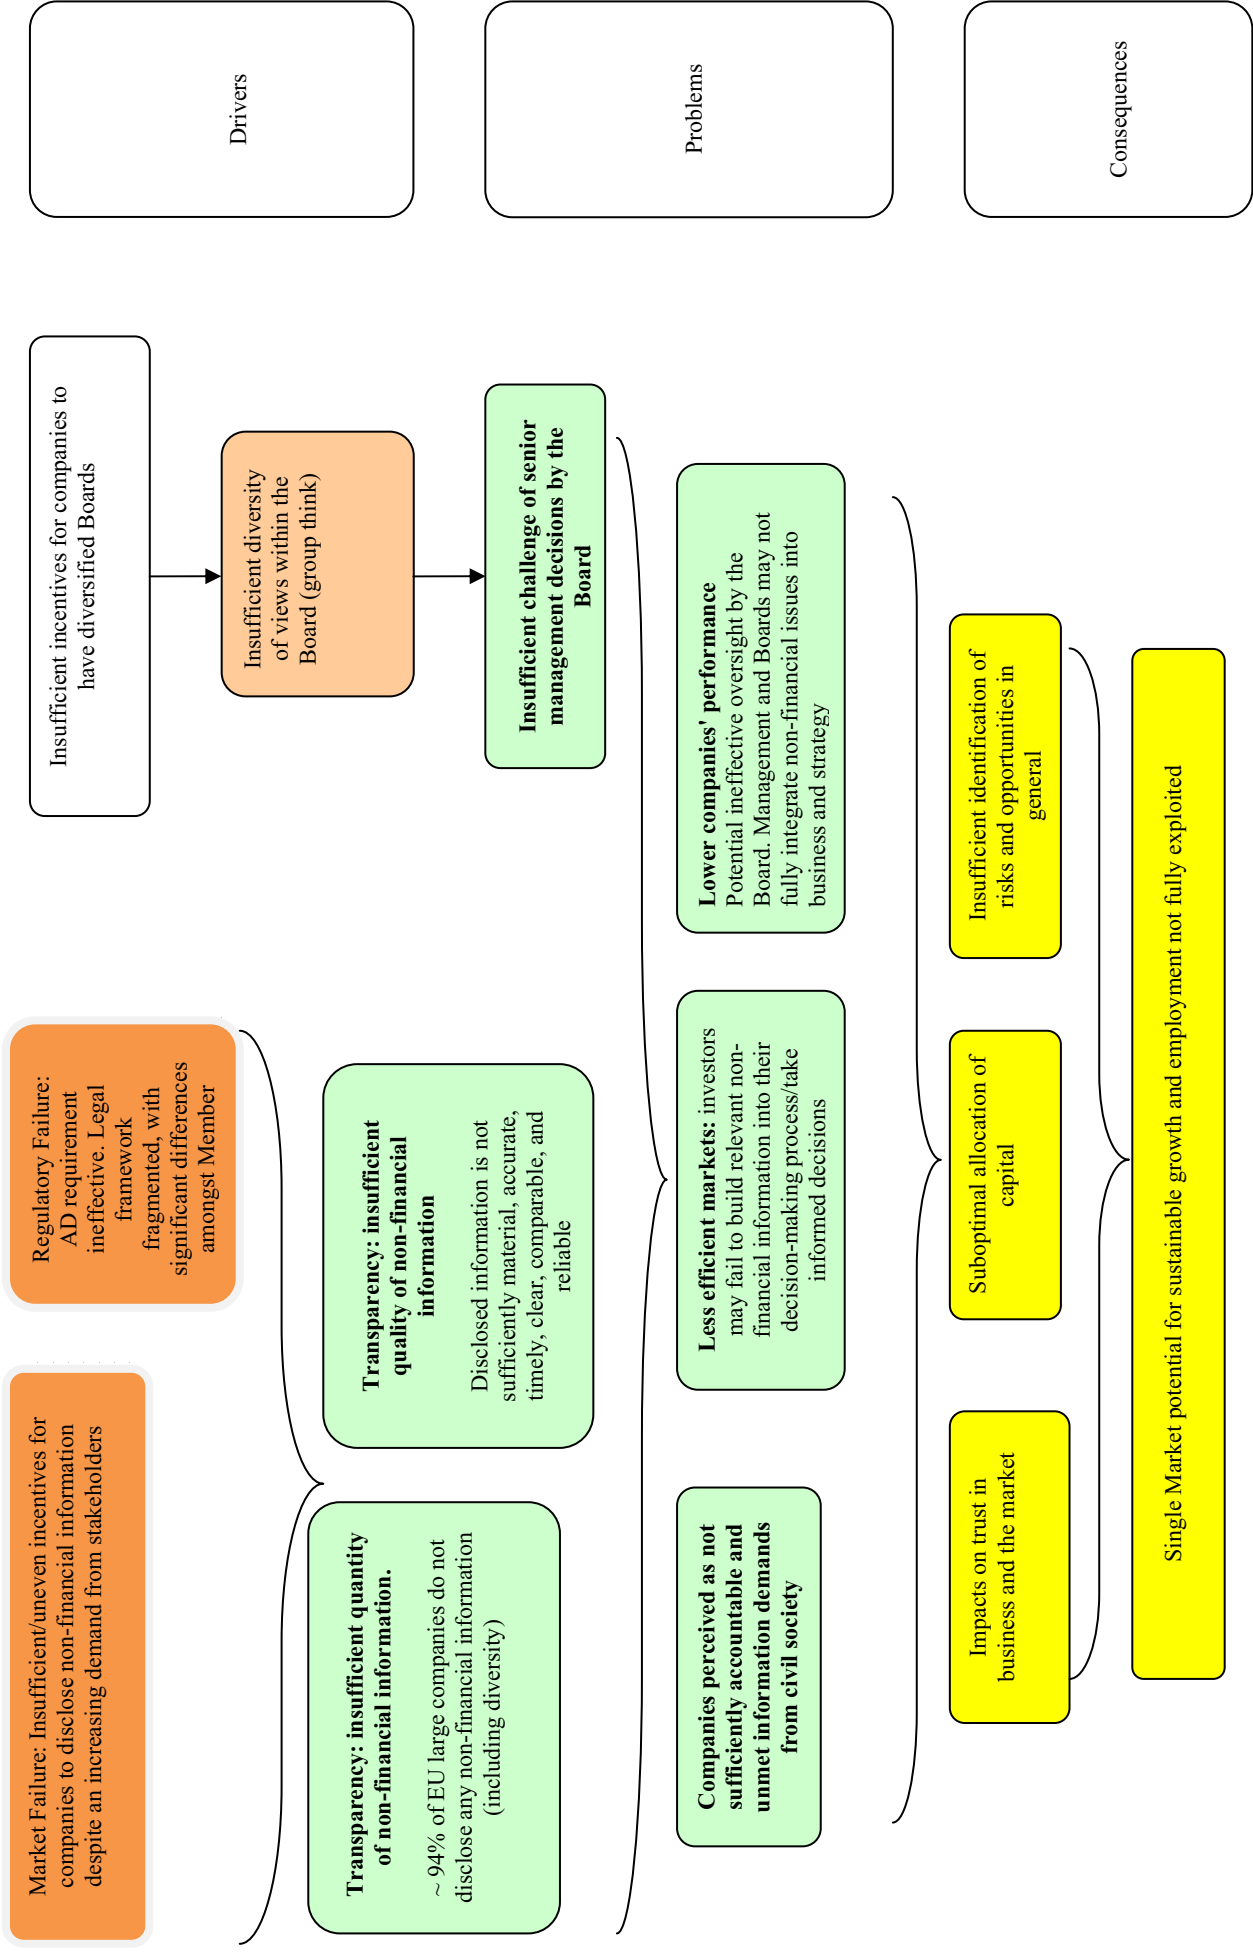 Market Failure: Insufficient/uneven incentives for
companies to disclose non-financial information
despite an increasing demand from stakeholders
Regulatory Failure:
AD requirement
ineffective. Legal
framework
fragmented, with
significant differences
amongst Member
Insufficient incentives for companies to
have diversified Boards
Drivers
Insufficient diversity
of views within the
Board (group think)
Transparency: insufficient quantity
of non-financial information.
~ 94% of EU large companies do not
disclose any non-financial information
(including diversity)
Transparency: insufficient
quality of non-financial
information
Disclosed information is not
sufficiently material, accurate,
timely, clear, comparable, and
reliable
Insufficient challenge of senior
management decisions by the
Board
Problems
Companies perceived as not
sufficiently accountable and
unmet information demands
from civil society
Less efficient markets: investors
may fail to build relevant non-
financial information into their
decision-making process/take
informed decisions
Lower companies' performance
Potential ineffective oversight by the
Board. Management and Boards may not
fully integrate non-financial issues into
business and strategy
Impacts on trust in
business and the market
Suboptimal allocation of
capital
Insufficient identification of
risks and opportunities in
general
Consequences
Single Market potential for sustainable growth and employment not fully exploited